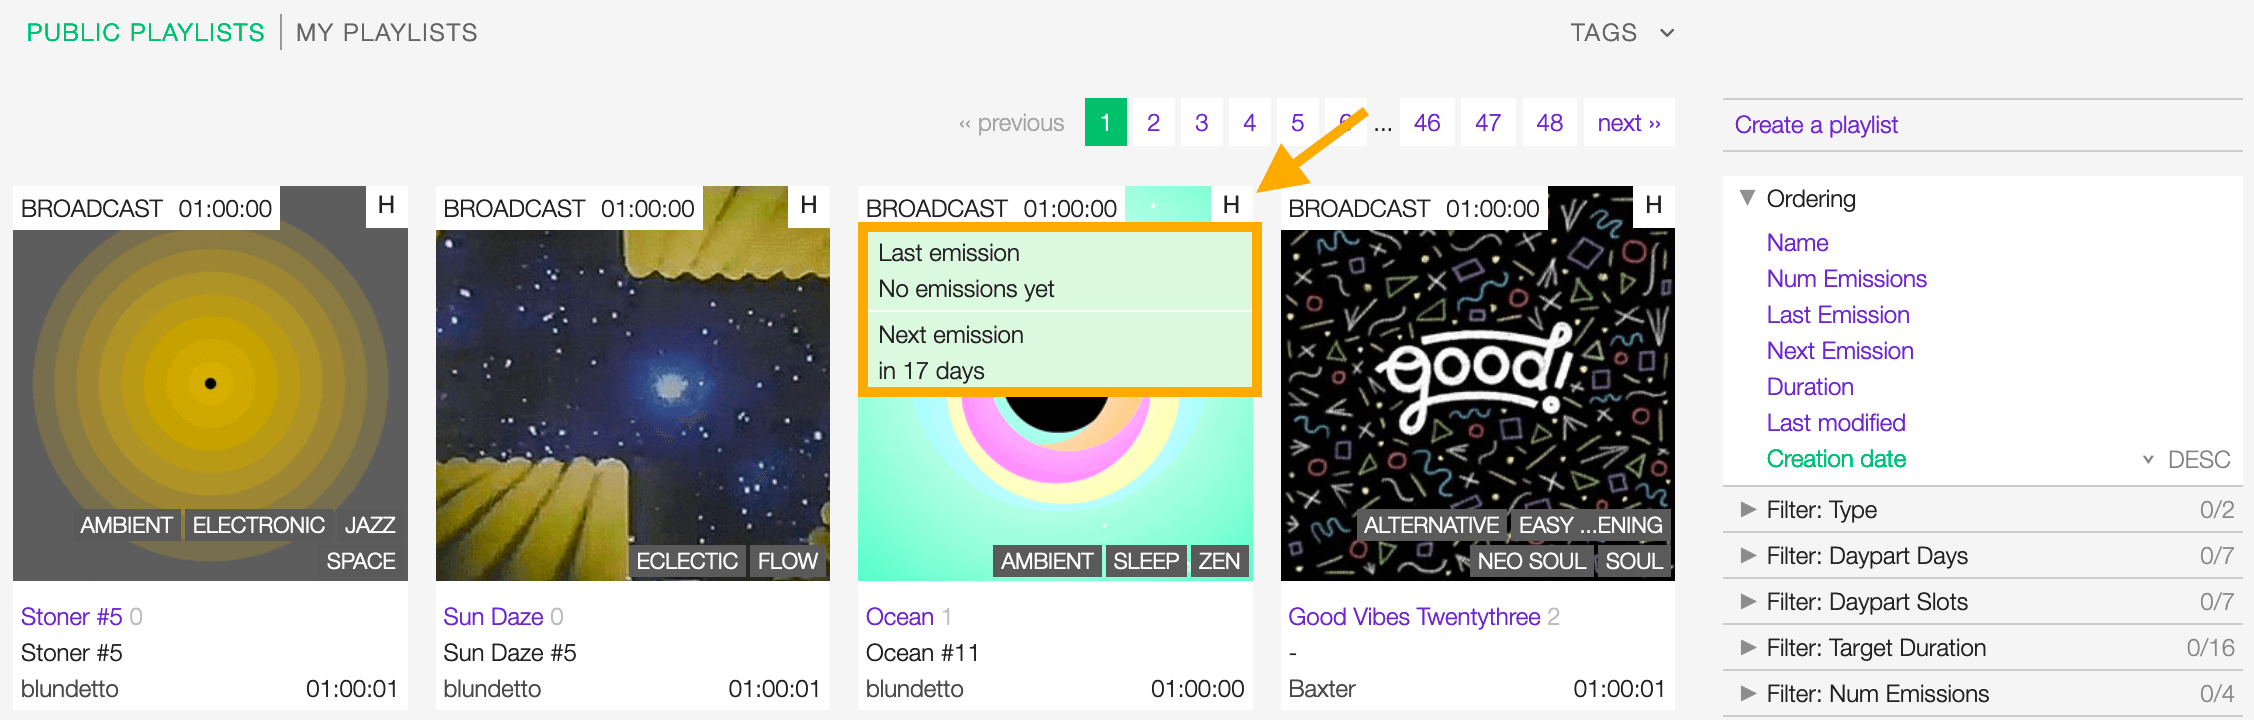 PUBLIC PLAYLISTS | MY PLAYLISTS
TAGS
‹‹ previous 1 2 3 4 5 6 ... 46 47 48 next ››
Create a playlist
BROADCAST 01:00:00 H
AMBIENT ELECTRONIC JAZZ
SPACE
Stoner #5 0
Stoner #5
blundetto 01:00:01
BROADCAST 01:00:00 H
ECLECTIC FLOW
Sun Daze 0
Sun Daze #5
blundetto 01:00:01
BROADCAST 01:00:00 H
Last emission
No emissions yet
Next emission
in 17 days
AMBIENT SLEEP ZEN
Ocean 1
Ocean #11
blundetto 01:00:00
BROADCAST 01:00:00 H
good!
ALTERNATIVE EASY ...ENING
NEO SOUL SOUL
Good Vibes Twentythree 2
-
Baxter 01:00:01
Ordering
Name
Num Emissions
Last Emission
Next Emission
Duration
Last modified
Creation date DESC
Filter: Type 0/2
Filter: Daypart Days 0/7
Filter: Daypart Slots 0/7
Filter: Target Duration 0/16
Filter: Num Emissions 0/4